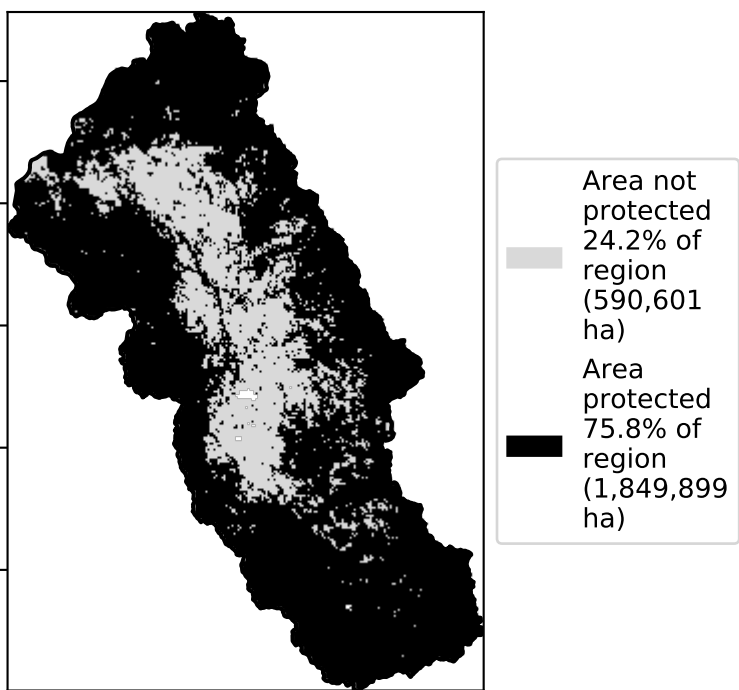 Area not
protected
24.2% of
region
(590,601
ha)
Area
protected
75.8% of
region
(1,849,899
ha)